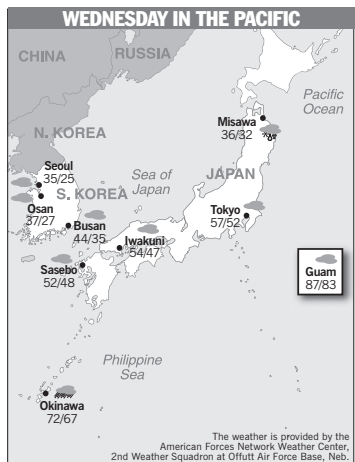 WEDNESDAY IN THE PACIFIC
CHINA
RUSSIA
Pacific
Ocean
Misawa
36/32
N. KOREA
Seoul
35/25
Sea of
Japan
JAPAN
S. KOREA
Osan
37/27
Busan
44/35
Tokyo
57/52
Iwakuni
54/47
Sasebo
52/48
Guam
87/83
Philippine
Sea
Okinawa
72/67
The weather is provided by the
American Forces Network Weather Center,
2nd Weather Squadron at Offutt Air Force Base, Neb.